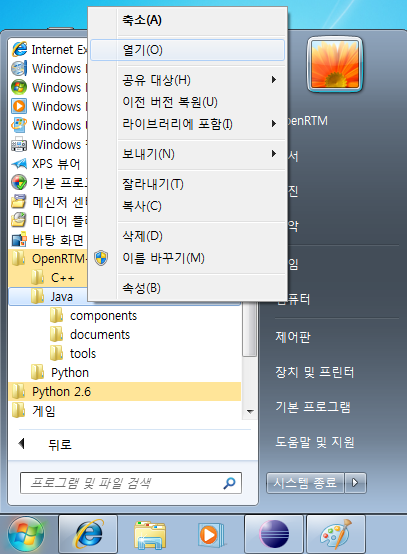 축소(A)
열기(O)
공유 대상(H)
이전 버전 복원(U)
라이브러리에 포함(I)
보내기(N)
잘라내기(T)
복사(C)
삭제(D)
이름 바꾸기(M)
속성(B)
Internet Ex
Windows
Windows
Windows
Windows
Windows
XPS 뷰어
기본 프로그
메신저 센터
미디어 플
바탕 화면
OpenRTM-
C++
Java
components
documents
tools
Python
Python 2.6
게임
뒤로
프로그램 및 파일 검색
OpenRTM
서
진
악
임
퓨터
제어판
장치 및 프린터
기본 프로그램
도움말 및 지원
시스템 종료